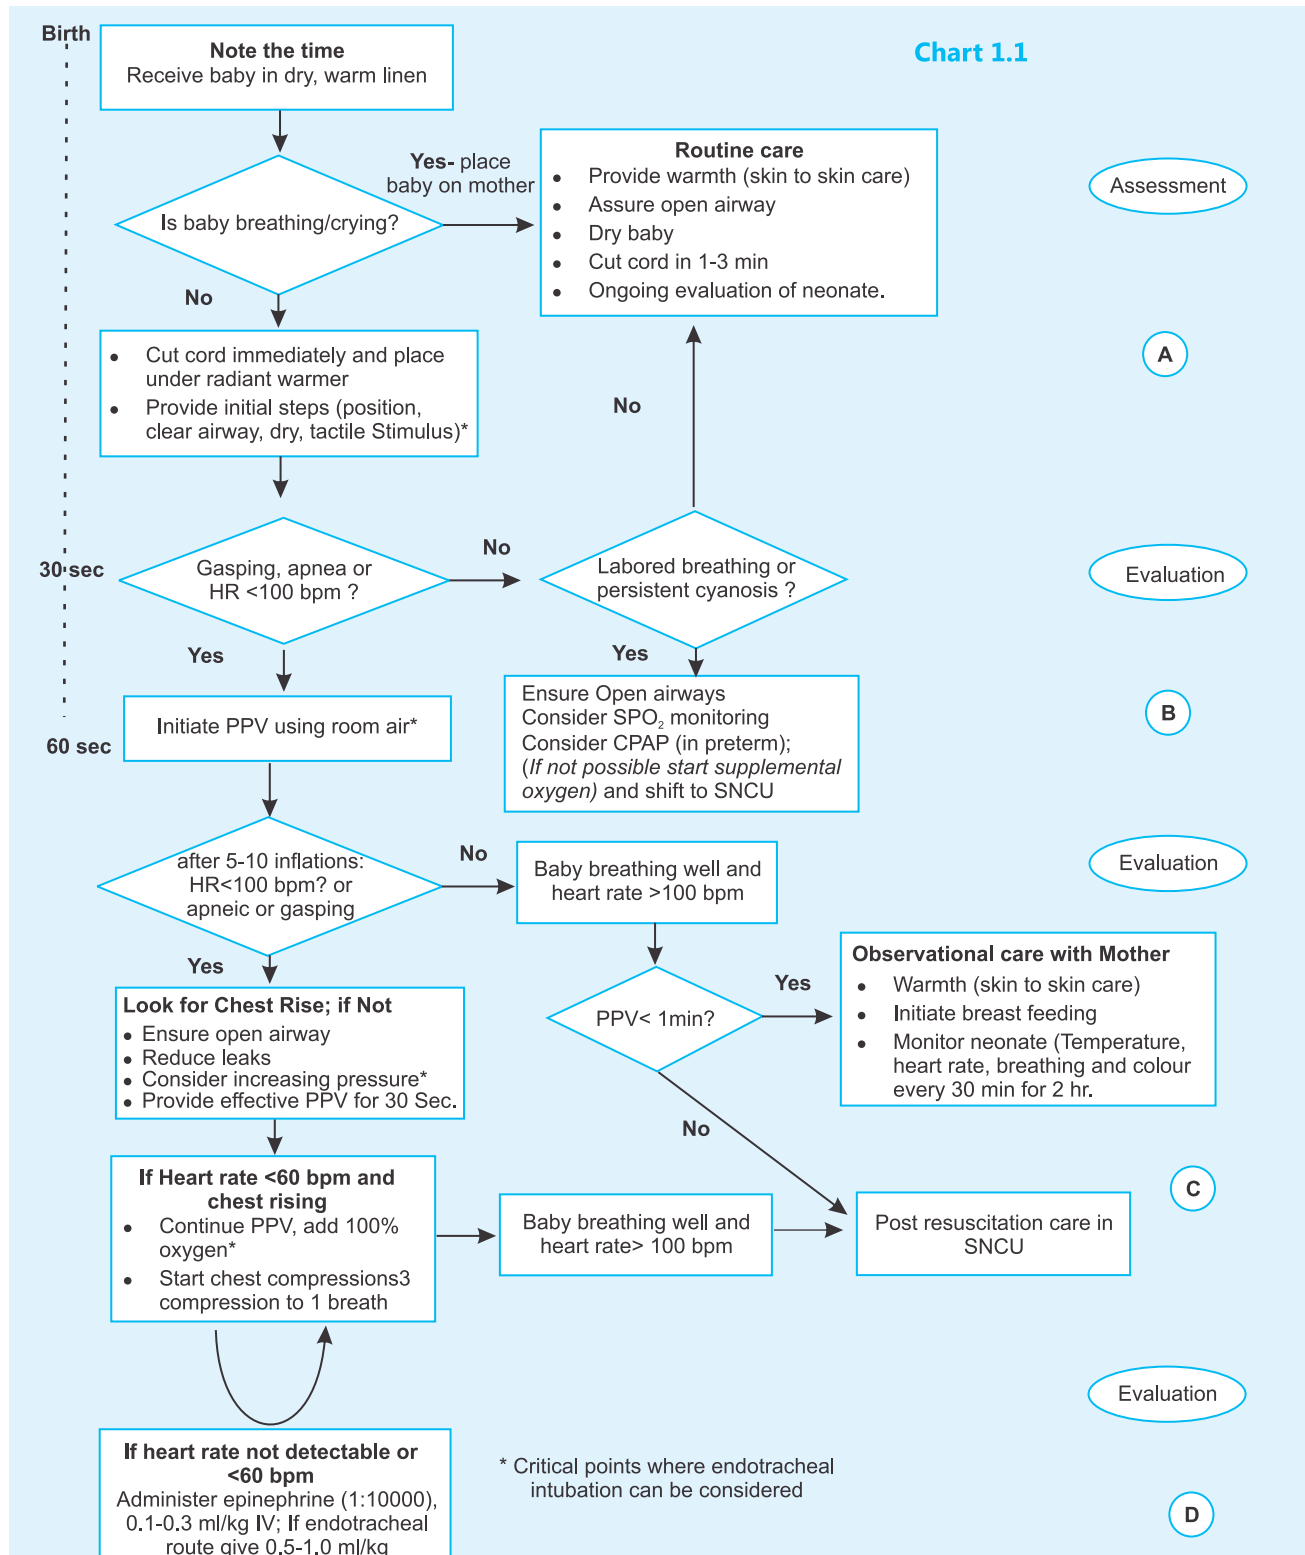 Birth
Note the time
Receive baby in dry, warm linen
Chart 1.1
Is baby breathing/crying?
Yes- place
baby on mother
Routine care
• Provide warmth (skin to skin care)
• Assure open airway
• Dry baby
• Cut cord in 1-3 min
• Ongoing evaluation of neonate.
Assessment
No
• Cut cord immediately and place
under radiant warmer
• Provide initial steps (position,
clear airway, dry, tactile Stimulus)*
A
No
30 sec
Gasping, apnea or
HR <100 bpm ?
No
Labored breathing or
persistent cyanosis ?
Evaluation
Yes
Yes
Initiate PPV using room air*
60 sec
Ensure Open airways
Consider SPO2 monitoring
Consider CPAP (in preterm);
(If not possible start supplemental
oxygen) and shift to SNCU
B
after 5-10 inflations:
HR<100 bpm? or
apneic or gasping
No
Baby breathing well and
heart rate >100 bpm
Evaluation
Yes
Look for Chest Rise; if Not
• Ensure open airway
• Reduce leaks
• Consider increasing pressure*
• Provide effective PPV for 30 Sec.
PPV< 1min?
Yes
Observational care with Mother
• Warmth (skin to skin care)
• Initiate breast feeding
• Monitor neonate (Temperature,
heart rate, breathing and colour
every 30 min for 2 hr.
No
If Heart rate <60 bpm and
chest rising
• Continue PPV, add 100%
oxygen*
• Start chest compressions3
compression to 1 breath
Baby breathing well and
heart rate> 100 bpm
Post resuscitation care in
SNCU
C
Evaluation
If heart rate not detectable or
<60 bpm
Administer epinephrine (1:10000),
0.1-0.3 ml/kg IV; If endotracheal
route give 0.5-1.0 ml/kg
* Critical points where endotracheal
intubation can be considered
D